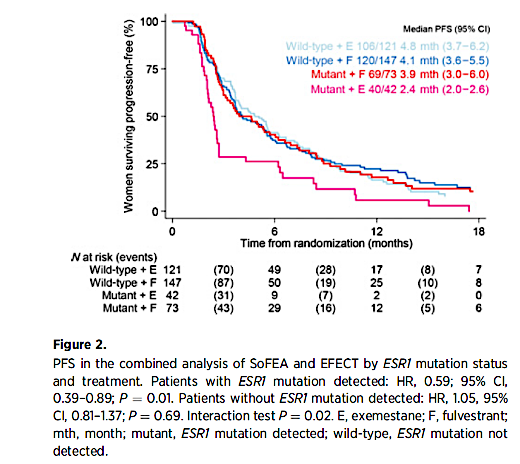 Women surviving progression-free (%)
100
75
50
25
0
Median PFS (95% CI)
Wild-type + E 106/121 4.8 mth (3.7–6.2)
Wild-type + F 120/147 4.1 mth (3.6–5.5)
Mutant + F 69/73 3.9 mth (3.0–6.0)
Mutant + E 40/42 2.4 mth (2.0–2.6)
0 6 12 18
Time from randomization (months)
N at risk (events)
Wild-type + E 121 (70) 49 (28) 17 (8) 7
Wild-type + F 147 (87) 50 (19) 25 (10) 8
Mutant + E 42 (31) 9 (7) 2 (2) 0
Mutant + F 73 (43) 29 (16) 12 (5) 6
Figure 2.
PFS in the combined analysis of SoFEA and EFECT by ESR1 mutation status
and treatment. Patients with ESR1 mutation detected: HR, 0.59; 95% CI,
0.39–0.89; P = 0.01. Patients without ESR1 mutation detected: HR, 1.05, 95%
CI, 0.81–1.37; P = 0.69. Interaction test P = 0.02. E, exemestane; F, fulvestrant;
mth, month; mutant, ESR1 mutation detected; wild-type, ESR1 mutation not
detected.